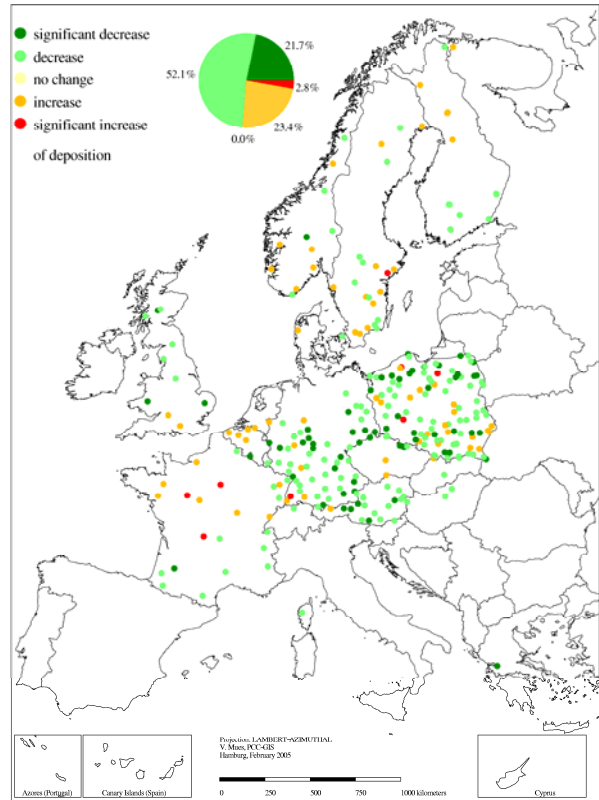 significant decrease
decrease
no change
increase
significant increase
of deposition
21.7%
52.1%
2.8%
23.4%
0.0%
Projection: LAMBERT-AZIMUTHAL
V. Mues, PCC-GIS
Hamburg, February 2005
Azores (Portugal)
Canary Islands (Spain)
0 250 500 750 1000 kilometers
Cyprus